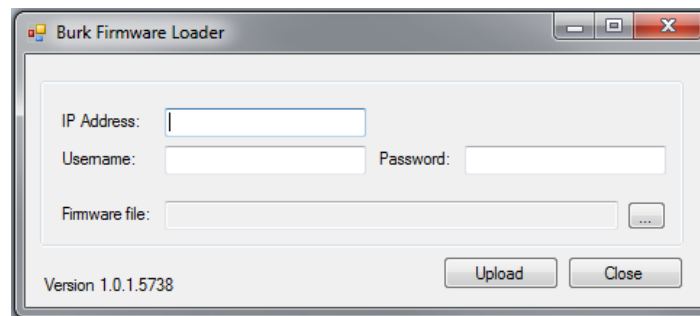 Burk Firmware Loader
IP Address:
Username: Password:
Firmware file: ...
Upload Close
Version 1.0.1.5738